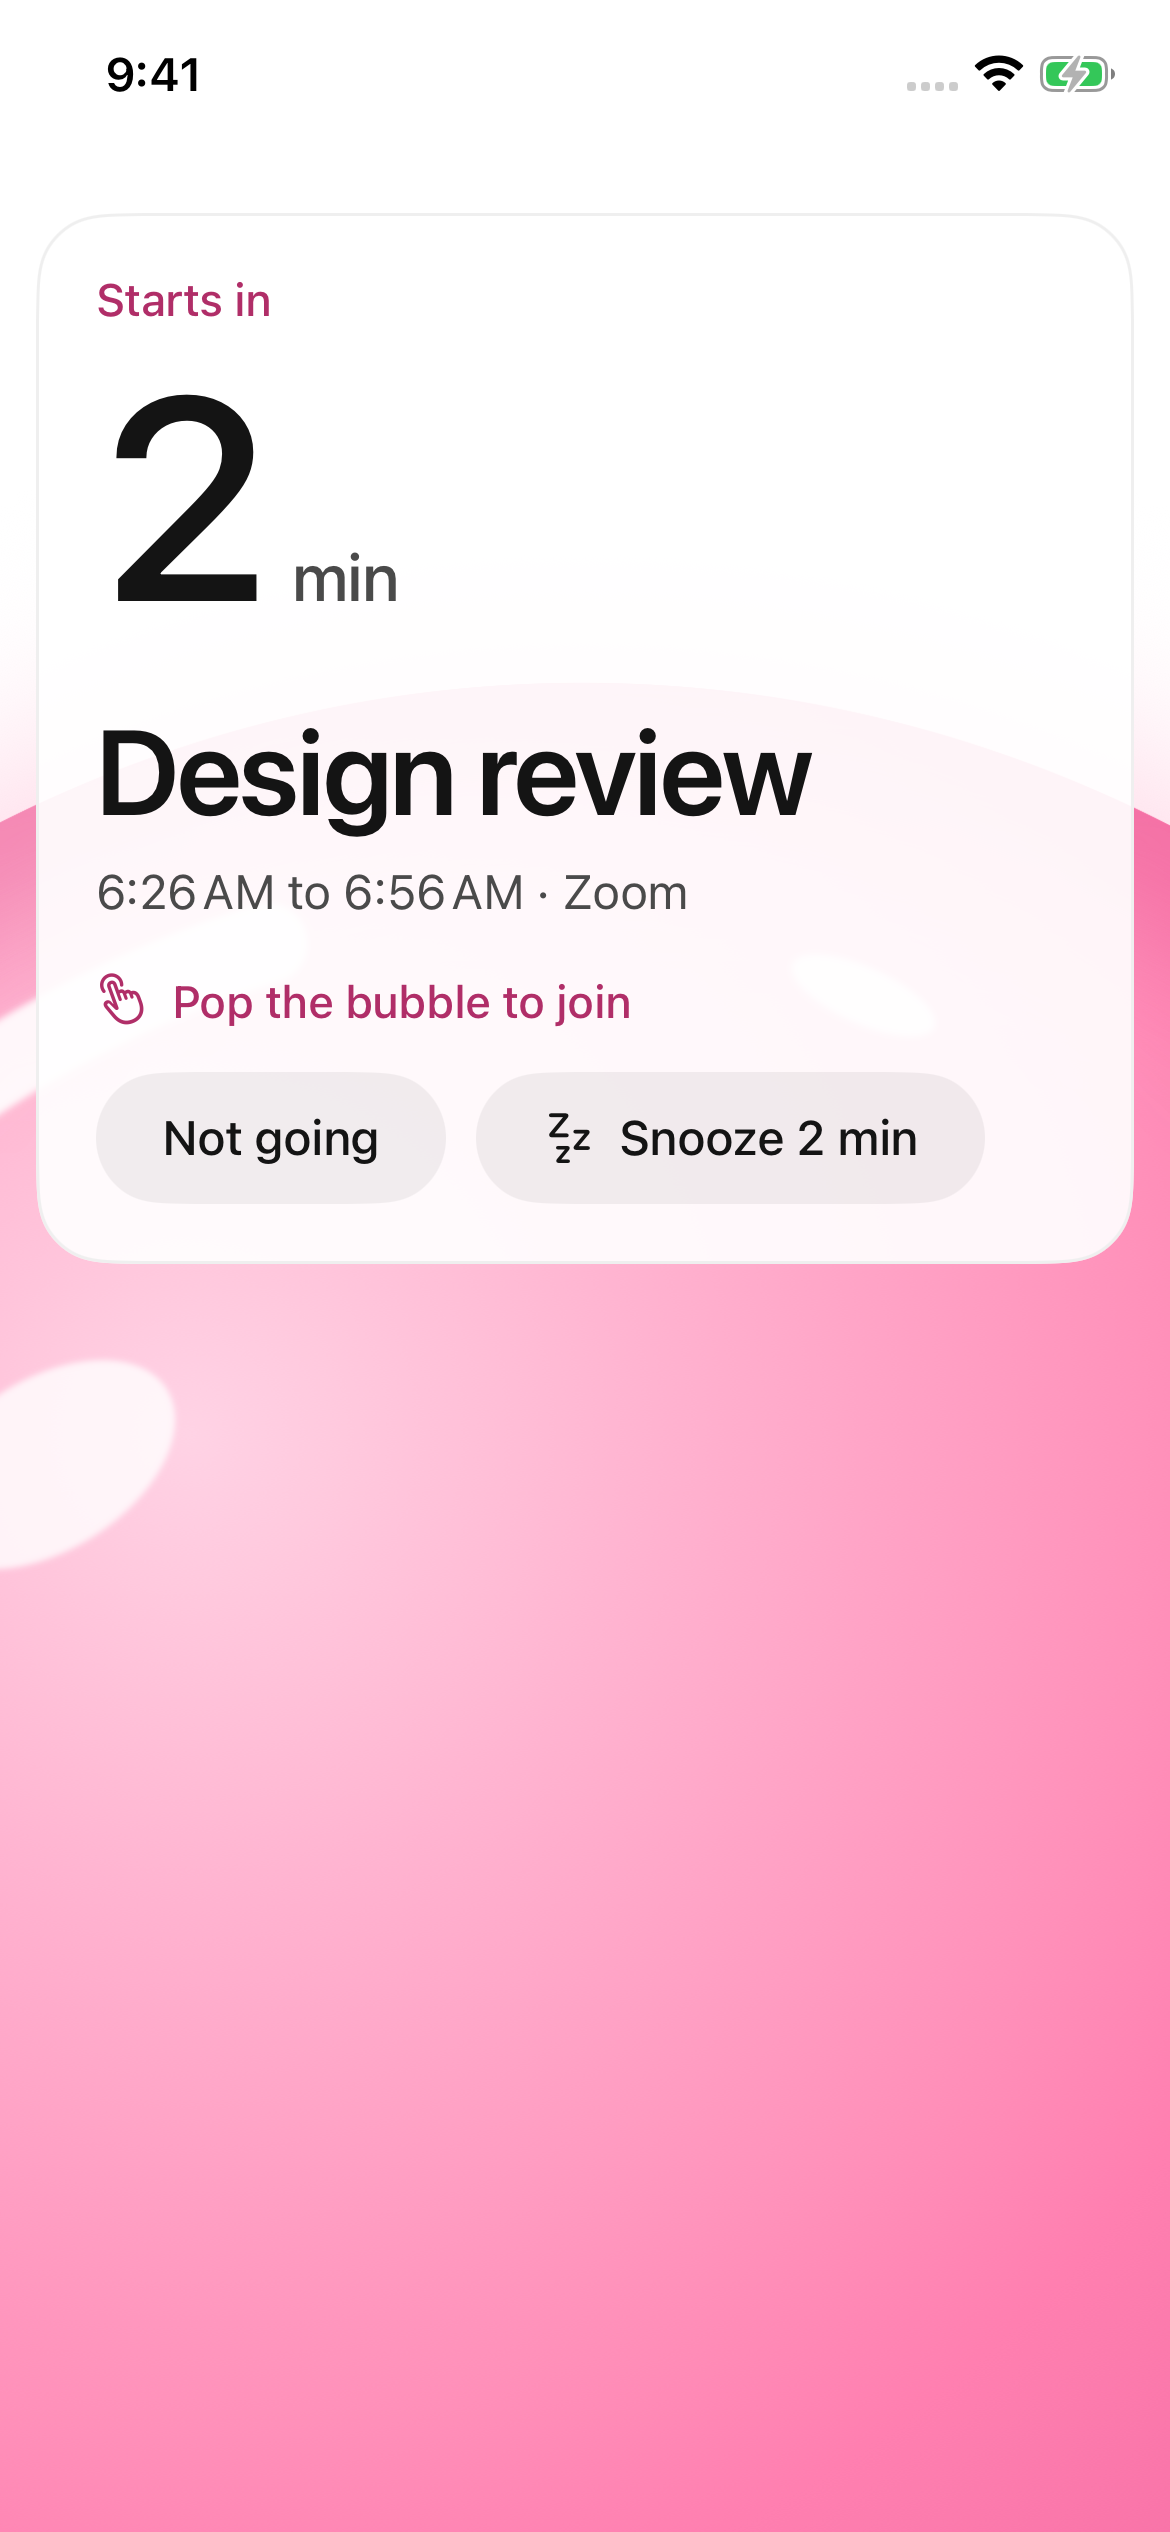 9:41
Starts in
2 min
Design review
6:26 AM to 6:56 AM · Zoom
Pop the bubble to join
Not going
Snooze 2 min